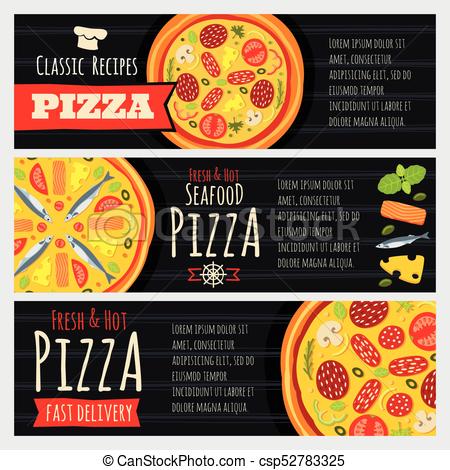 Classic Recipes
PIZZA
LOREM IPSUM DOLOR
SIT AMET,
CONSECTETUR
ADIPISCING ELIT,
SED DO EIUSMOD TEMPOR
INCIDIDUNT UT LABORE
ET DOLORE MAGNA ALIQUA.
Fresh & Hot
SEAFOOD
PIZZA
LOREM IPSUM DOLOR
SIT AMET,
CONSECTETUR
ADIPISCING ELIT,
SED DO EIUSMOD TEMPOR
INCIDIDUNT UT LABORE
ET DOLORE MAGNA ALIQUA.
Fresh & Hot
PIZZA
FAST DELIVERY
LOREM IPSUM DOLOR
SIT AMET,
CONSECTETUR
ADIPISCING ELIT,
SED DO EIUSMOD TEMPOR
INCIDIDUNT UT LABORE
ET DOLORE MAGNA ALIQUA.
© Can Stock Photo
© Can Stock Photo - csp52783325